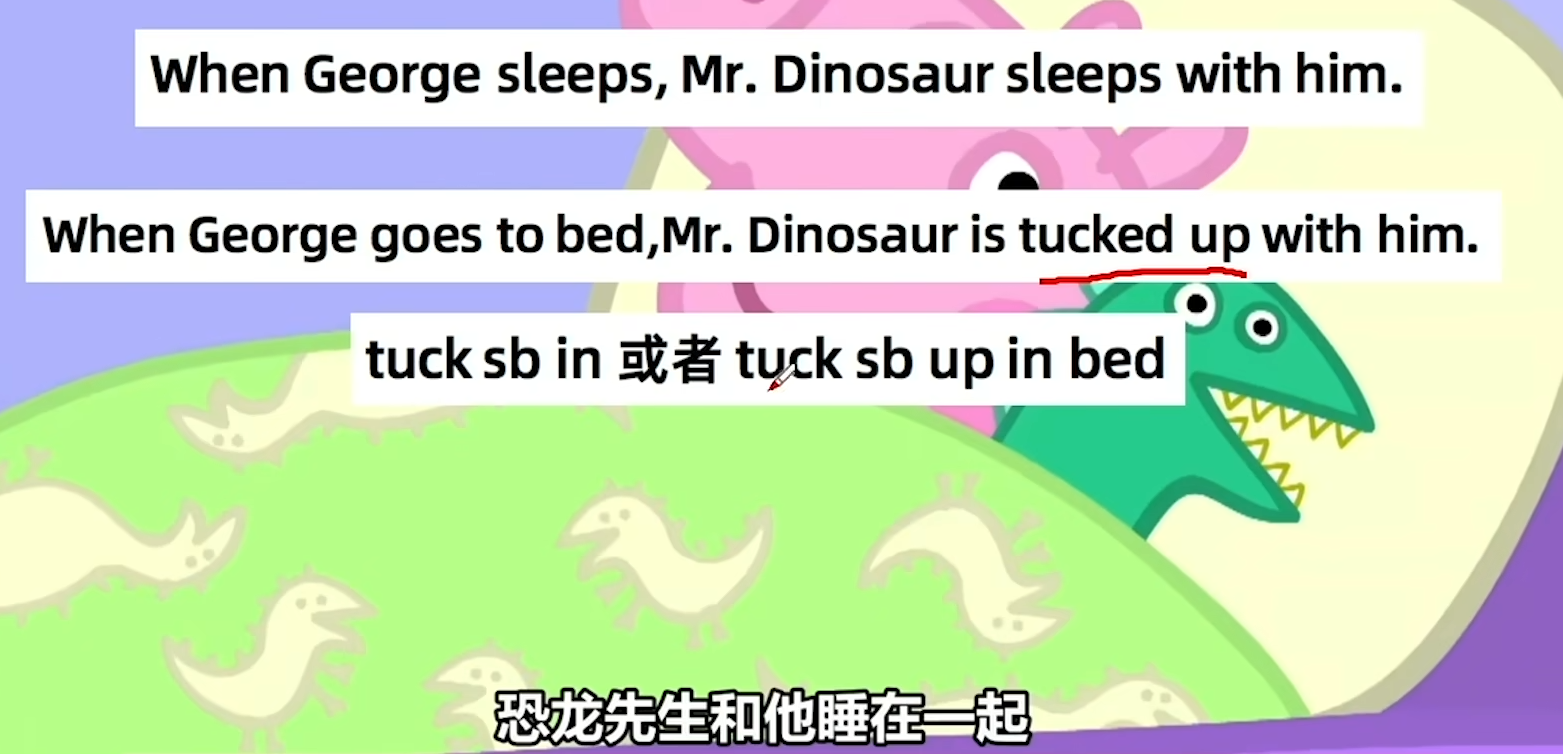 When George sleeps, Mr. Dinosaur sleeps with him.
When George goes to bed,Mr. Dinosaur is tucked up with him.
tuck sb in 或者 tuck sb up in bed
恐龙先生和他睡在一起